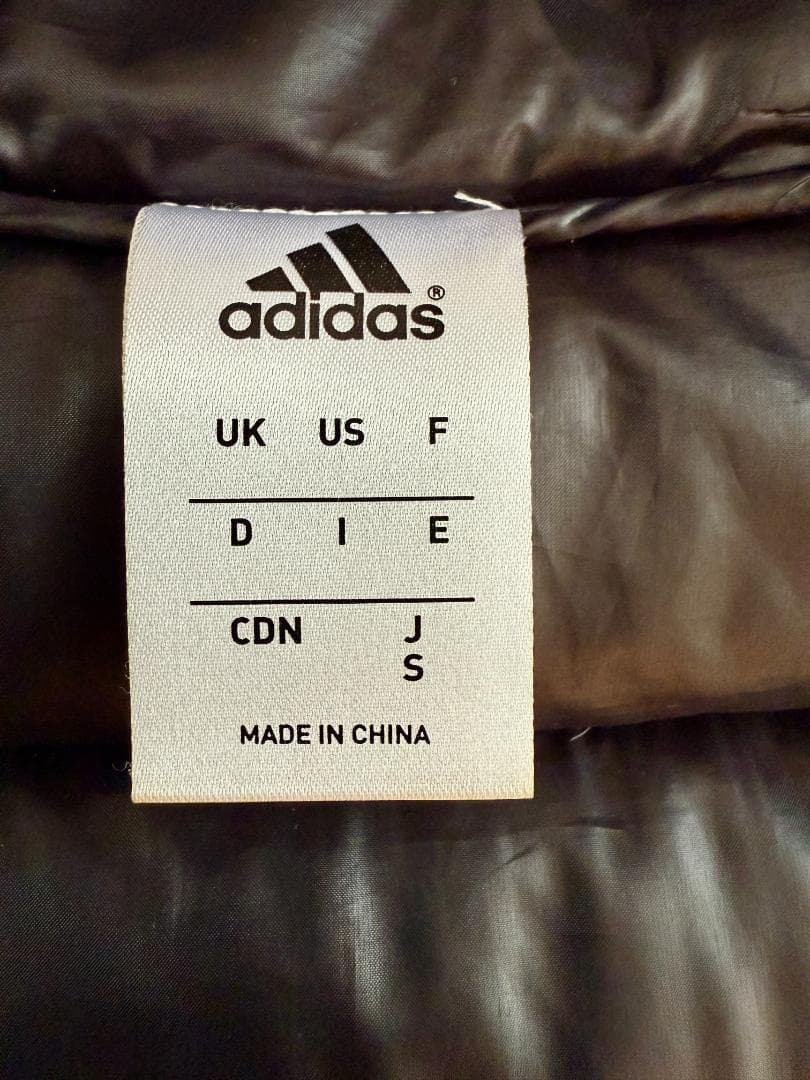 adidas®
UK US F
D I E
CDN J
S
MADE IN CHINA